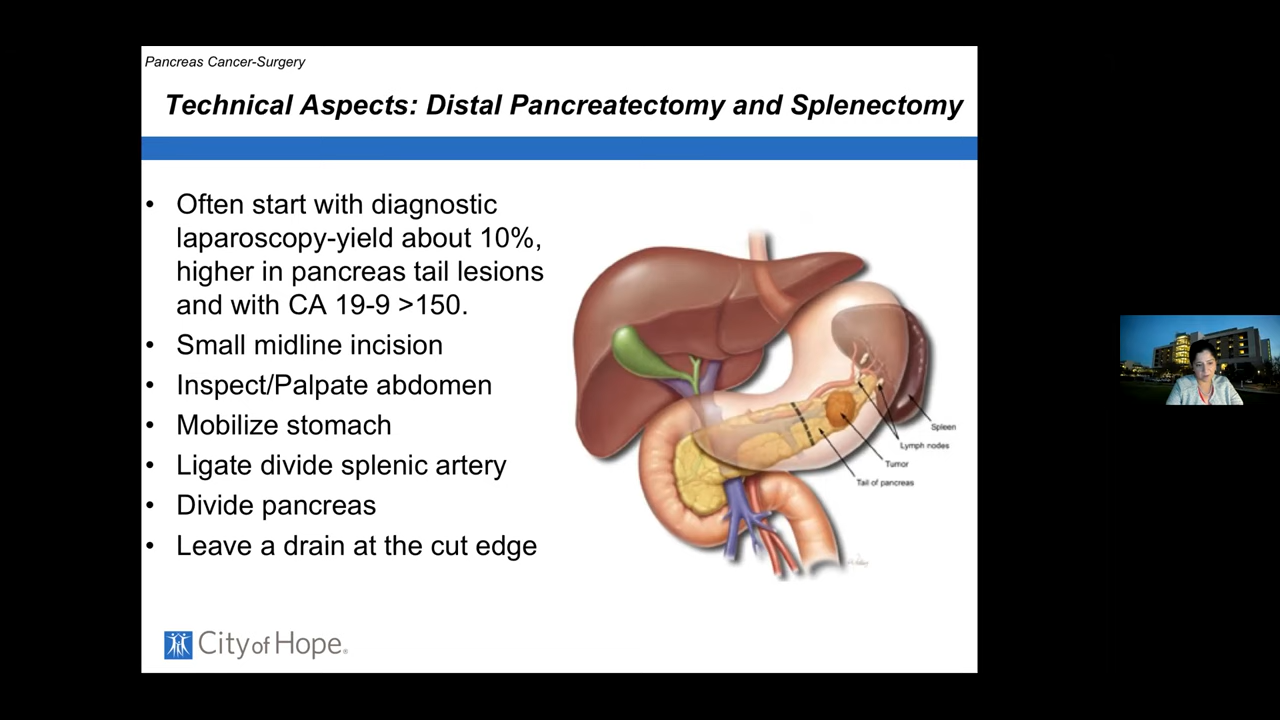 Pancreas Cancer-Surgery
Technical Aspects: Distal Pancreatectomy and Splenectomy
• Often start with diagnostic
laparoscopy-yield about 10%,
higher in pancreas tail lesions
and with CA 19-9 >150.
• Small midline incision
• Inspect/Palpate abdomen
• Mobilize stomach
• Ligate divide splenic artery
• Divide pancreas
• Leave a drain at the cut edge
Spleen
Lymph nodes
Tumor
Tail of pancreas
City of Hope®